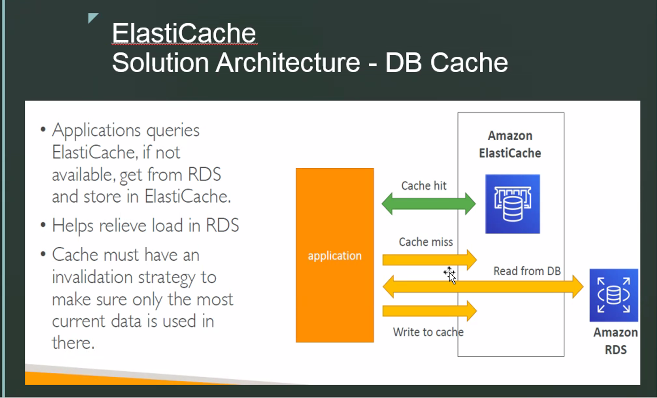 ElastiCache
Solution Architecture - DB Cache
• Applications queries
ElastiCache, if not
available, get from RDS
and store in ElastiCache.
• Helps relieve load in RDS
• Cache must have an
invalidation strategy to
make sure only the most
current data is used in
there.
Amazon
ElastiCache
Cache hit
application
Cache miss
Read from DB
Write to cache
Amazon
RDS